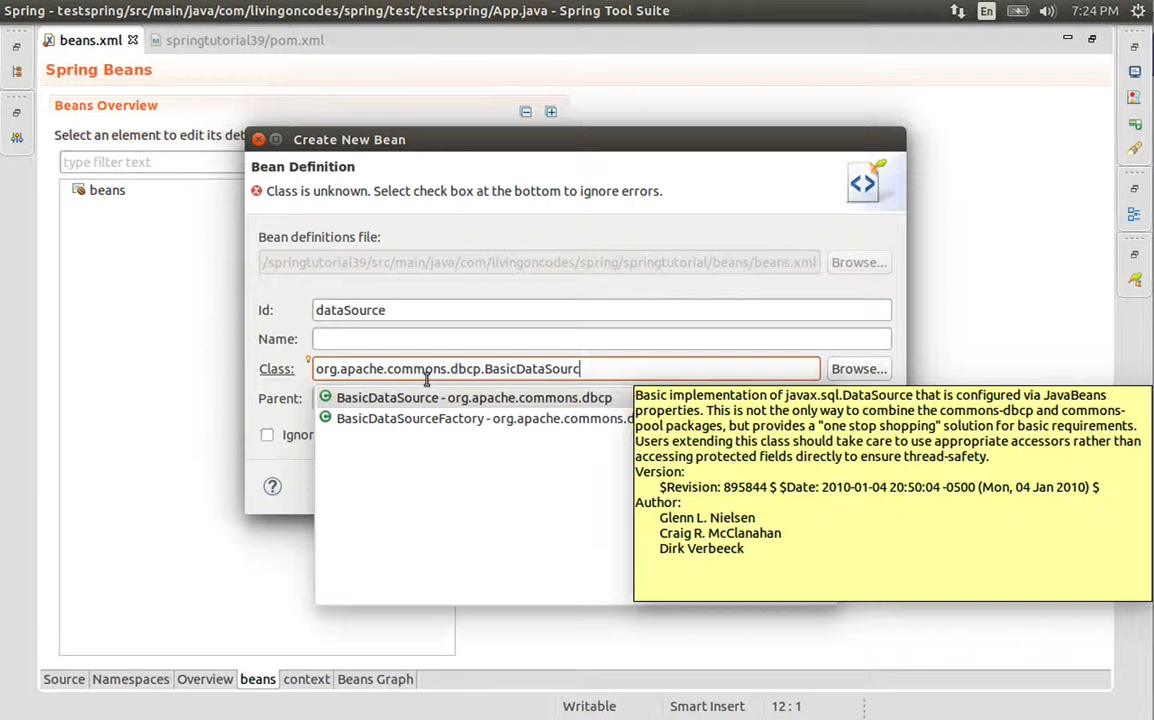 Spring - testspring/src/main/java/com/livingoncodes/spring/test/testspring/App.java - Spring Tool Suite
En
7:24 PM
beans.xml
springtutorial39/pom.xml
Spring Beans
Beans Overview
Select an element to edit its det
type filter text
beans
Create New Bean
Bean Definition
Class is unknown. Select check box at the bottom to ignore errors.
Bean definitions file:
/springtutorial39/src/main/java/com/livingoncodes/spring/springtutorial/beans/beans.xml
Browse...
Id:
dataSource
Name:
Class:
org.apache.commons.dbcp.BasicDataSourc
Browse...
Parent:
Ignor
BasicDataSource - org.apache.commons.dbcp
BasicDataSourceFactory - org.apache.commons.d
Basic implementation of javax.sql.DataSource that is configured via JavaBeans
properties. This is not the only way to combine the commons-dbcp and commons-
pool packages, but provides a "one stop shopping" solution for basic requirements.
Users extending this class should take care to use appropriate accessors rather than
accessing protected fields directly to ensure thread-safety.
Version:
$Revision: 895844 $ $Date: 2010-01-04 20:50:04 -0500 (Mon, 04 Jan 2010) $
Author:
Glenn L. Nielsen
Craig R. McClanahan
Dirk Verbeeck
Source
Namespaces
Overview
beans
context
Beans Graph
Writable
Smart Insert
12 : 1